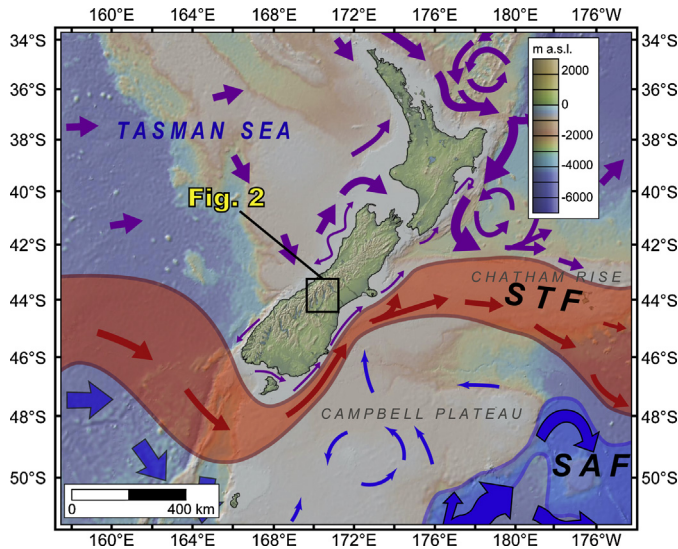 160°E 164°E 168°E 172°E 176°E 180°E 176°W
34°S 34°S
36°S 36°S
38°S 38°S
40°S 40°S
42°S 42°S
44°S 44°S
46°S 46°S
48°S 48°S
50°S 50°S
m a.s.l.
2000
0
-2000
-4000
-6000
TASMAN SEA
Fig. 2
CHATHAM RISE
STF
CAMPBELL PLATEAU
SAF
0 400 km
160°E 164°E 168°E 172°E 176°E 180°E 176°W